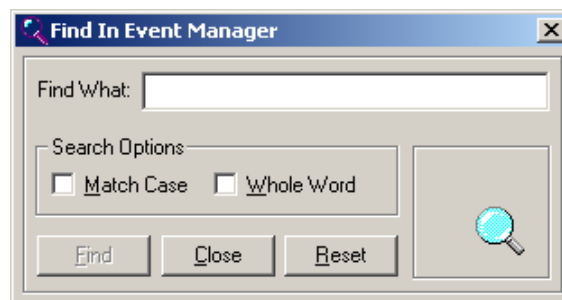 Find In Event Manager
Find What:
Search Options
Match Case Whole Word
Find Close Reset